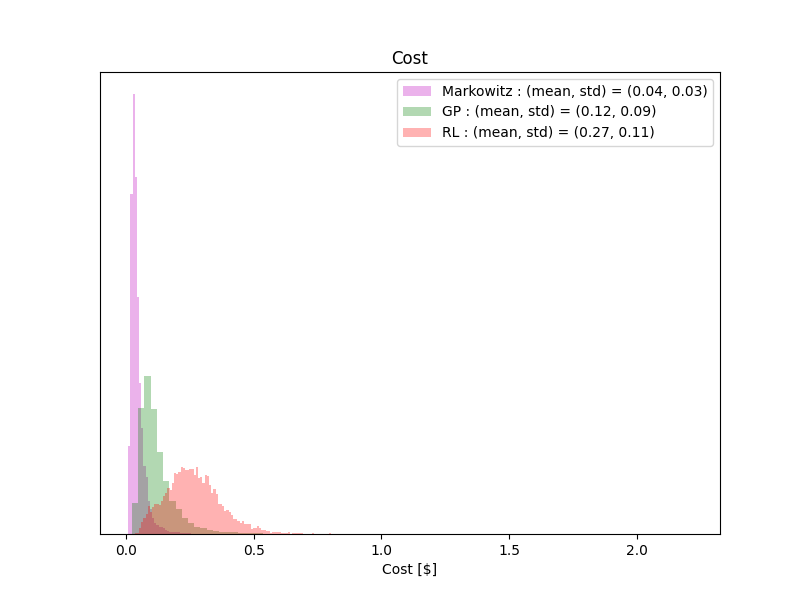 Cost
Markowitz : (mean, std) = (0.04, 0.03)
GP : (mean, std) = (0.12, 0.09)
RL : (mean, std) = (0.27, 0.11)
0.0 0.5 1.0 1.5 2.0
Cost [$]